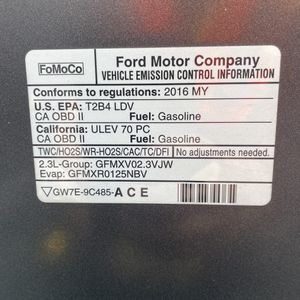 FoMoCo
Ford Motor Company
VEHICLE EMISSION CONTROL INFORMATION
Conforms to regulations: 2016 MY
U.S. EPA: T2B4 LDV
CA OBD II Fuel: Gasoline
California: ULEV 70 PC
CA OBD II Fuel: Gasoline
TWC/HO2S/WR-HO2S/CAC/TC/DFI No adjustments needed.
2.3L-Group: GFMXV02.3VJW
Evap: GFMXR0125NBV
▽GW7E-9C485-A C E